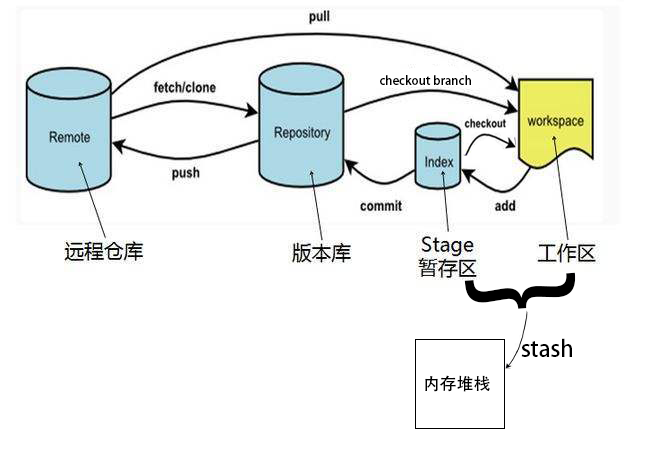 pull
fetch/clone
checkout branch
Remote
Repository
checkout
workspace
Index
push
commit
add
远程仓库
版本库
Stage
暂存区
工作区
stash
内存堆栈